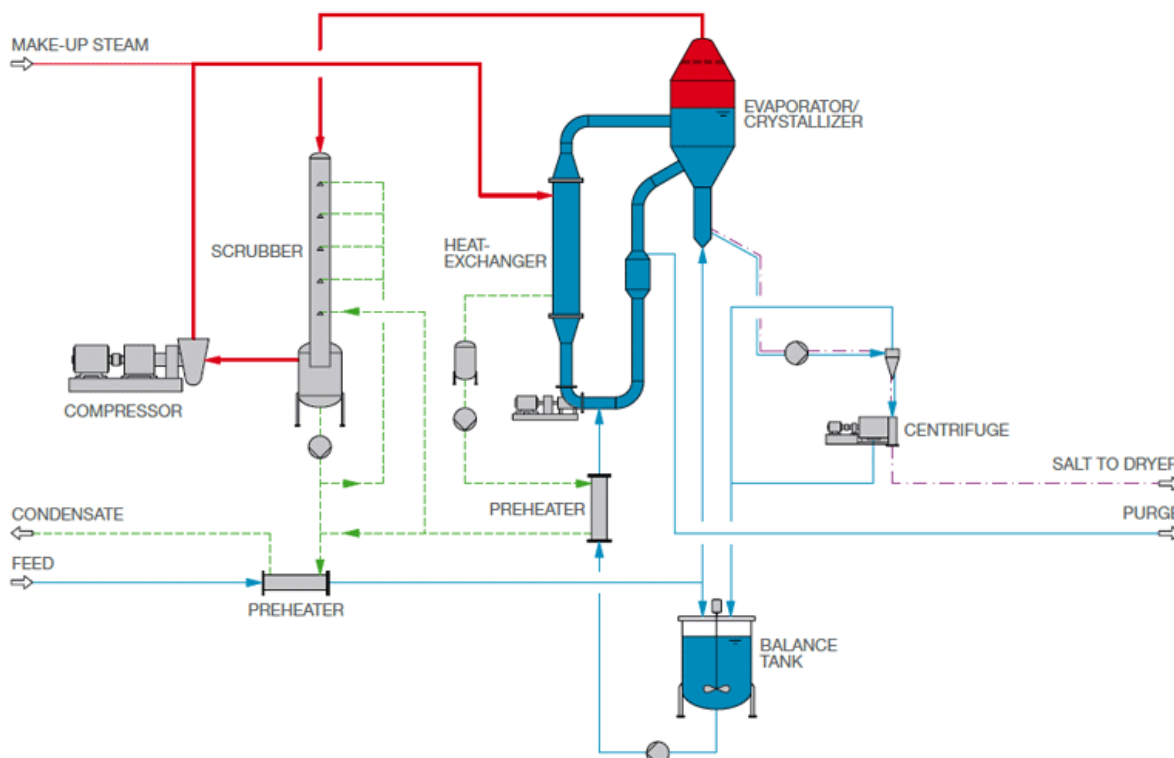 MAKE-UP STEAM
EVAPORATOR/
CRYSTALLIZER
SCRUBBER
HEAT-
EXCHANGER
COMPRESSOR
CENTRIFUGE
SALT TO DRYER
PREHEATER
CONDENSATE
PURGE
FEED
PREHEATER
BALANCE
TANK